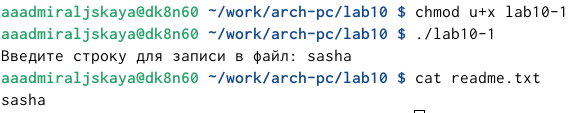 aaadmiraljskaya@dk8n60 ~/work/arch-pc/lab10 $ chmod u+x lab10-1
aaadmiraljskaya@dk8n60 ~/work/arch-pc/lab10 $ ./lab10-1
Введите строку для записи в файл: sasha
aaadmiraljskaya@dk8n60 ~/work/arch-pc/lab10 $ cat readme.txt
sasha